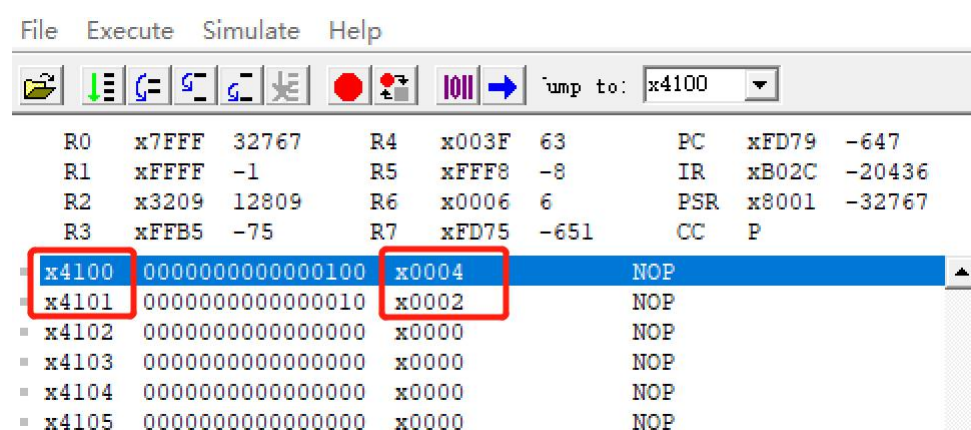 File Execute Simulate Help
ump to: x4100
R0 x7FFF 32767 R4 x003F 63 PC xFD79 -647
R1 xFFFF -1 R5 xFFF8 -8 IR xB02C -20436
R2 x3209 12809 R6 x0006 6 PSR x8001 -32767
R3 xFFB5 -75 R7 xFD75 -651 CC P
x4100 0000000000000100 x0004 NOP
x4101 0000000000000010 x0002 NOP
x4102 0000000000000000 x0000 NOP
x4103 0000000000000000 x0000 NOP
x4104 0000000000000000 x0000 NOP
x4105 0000000000000000 x0000 NOP